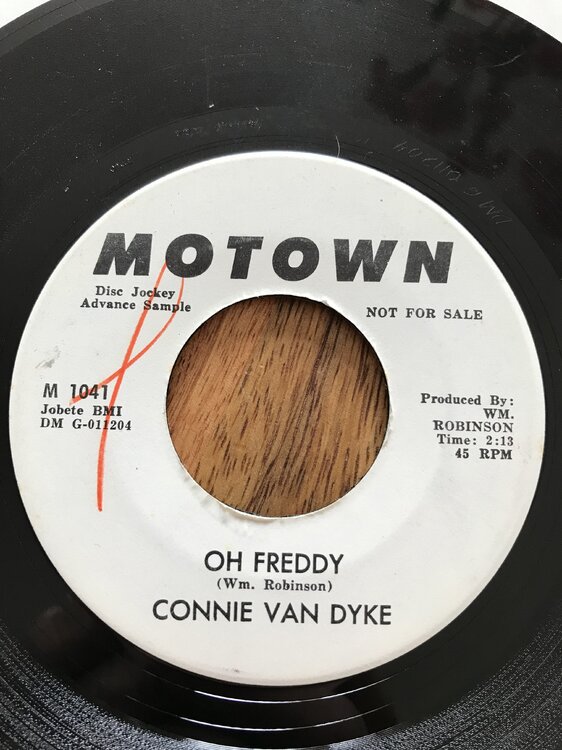 MOTOWN
Disc Jockey
Advance Sample
NOT FOR SALE
M 1041
Jobete BMI
DM G-011204
Produced By:
WM.
ROBINSON
Time: 2:13
45 RPM
OH FREDDY
(Wm. Robinson)
CONNIE VAN DYKE